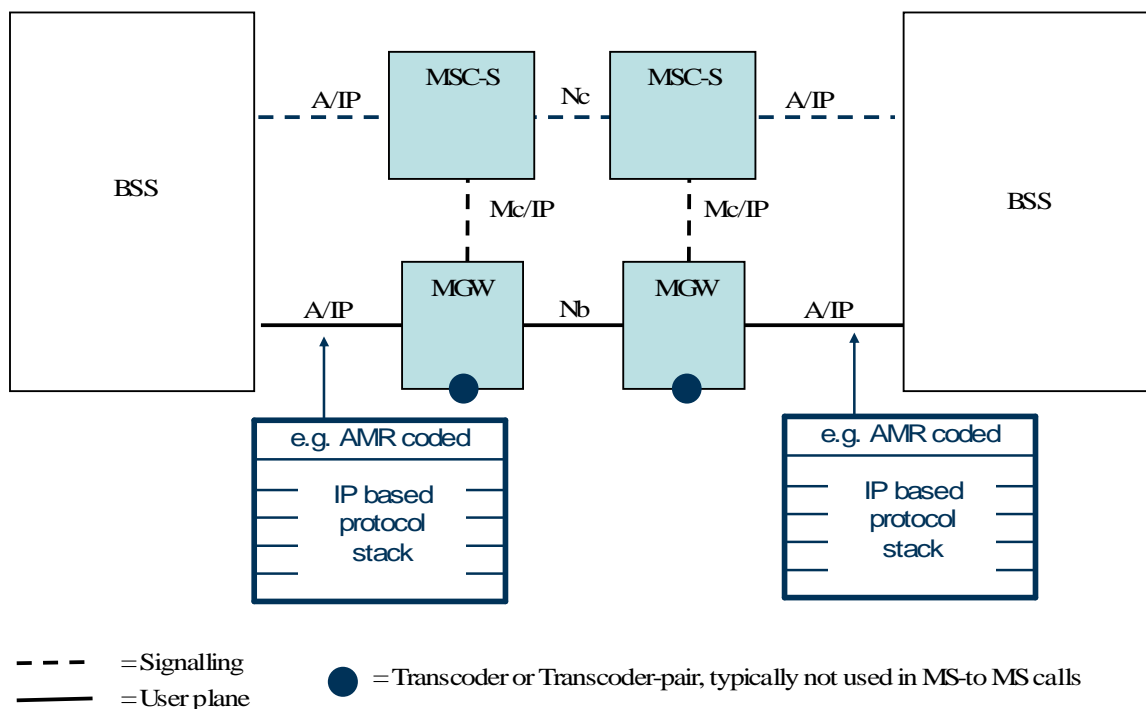 MSC-S
MSC-S
A/IP
Nc
A/IP
BSS
BSS
Mc/IP
Mc/IP
MGW
MGW
A/IP
Nb
A/IP
e.g. AMR coded
IP based
protocol
stack
e.g. AMR coded
IP based
protocol
stack
= Signalling
= User plane
= Transcoder or Transcoder-pair, typically not used in MS-to MS calls